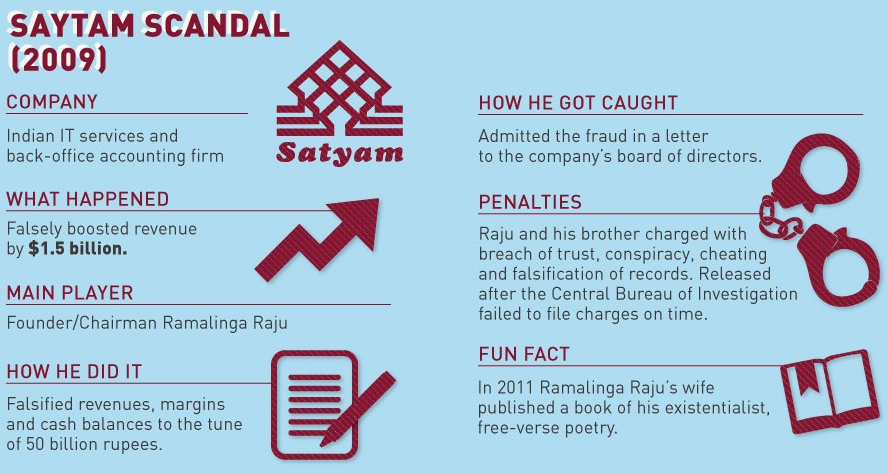 SAYTAM SCANDAL
(2009)
COMPANY
Indian IT services and
back-office accounting firm
Satyam
WHAT HAPPENED
Falsely boosted revenue
by $1.5 billion.
MAIN PLAYER
Founder/Chairman Ramalinga Raju
HOW HE DID IT
Falsified revenues, margins
and cash balances to the tune
of 50 billion rupees.
HOW HE GOT CAUGHT
Admitted the fraud in a letter
to the company's board of directors.
PENALTIES
Raju and his brother charged with
breach of trust, conspiracy, cheating
and falsification of records. Released
after the Central Bureau of Investigation
failed to file charges on time.
FUN FACT
In 2011 Ramalinga Raju's wife
published a book of his existentialist,
free-verse poetry.